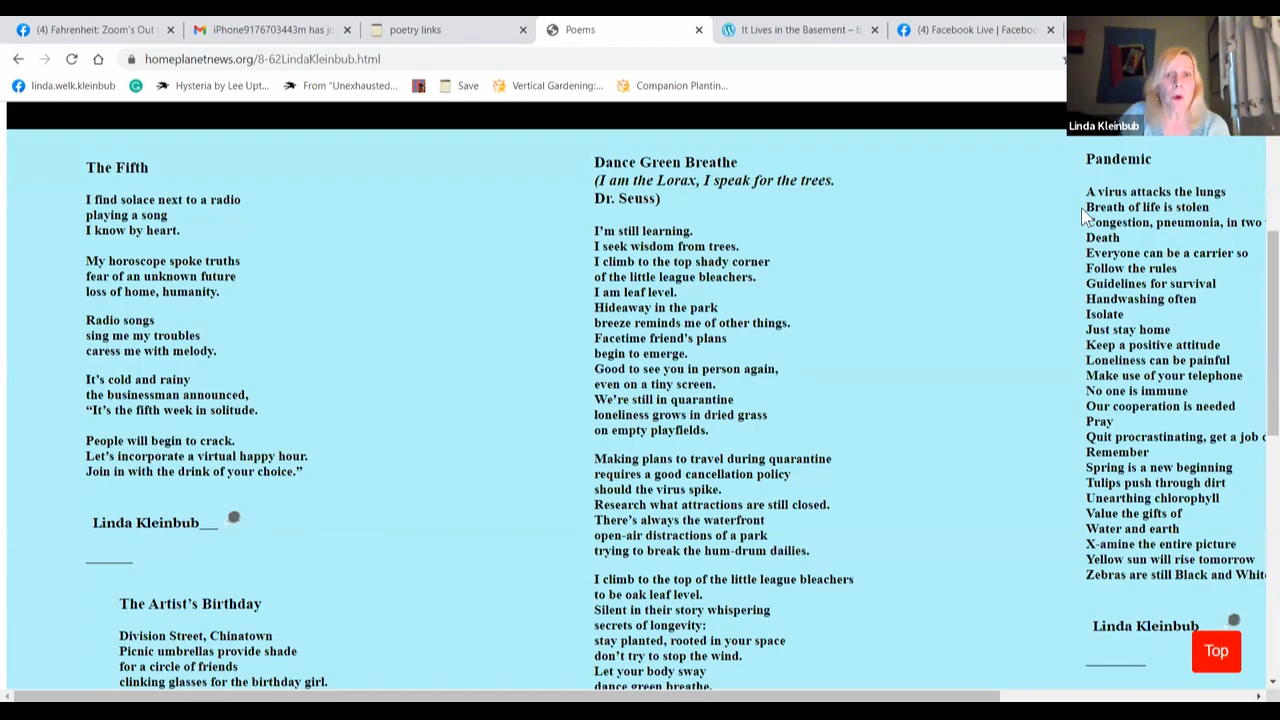 (4) Fahrenheit: Zoom's Out
iPhone9176703443m has jo
poetry links
Poems
It Lives in the Basement – b
(4) Facebook Live | Faceboo
homeplanetnews.org/8-62LindaKleinbub.html
linda.welk.kleinbub
Hysteria by Lee Upt...
From "Unexhausted...
Save
Vertical Gardening:...
Companion Plantin...
Linda Kleinbub
The Fifth
I find solace next to a radio
playing a song
I know by heart.
My horoscope spoke truths
fear of an unknown future
loss of home, humanity.
Radio songs
sing me my troubles
caress me with melody.
It's cold and rainy
the businessman announced,
"It's the fifth week in solitude.
People will begin to crack.
Let's incorporate a virtual happy hour.
Join in with the drink of your choice."
Linda Kleinbub__
The Artist's Birthday
Division Street, Chinatown
Picnic umbrellas provide shade
for a circle of friends
clinking glasses for the birthday girl.
Dance Green Breathe
(I am the Lorax, I speak for the trees.
Dr. Seuss)
I'm still learning.
I seek wisdom from trees.
I climb to the top shady corner
of the little league bleachers.
I am leaf level.
Hideaway in the park
breeze reminds me of other things.
Facetime friend's plans
begin to emerge.
Good to see you in person again,
even on a tiny screen.
We're still in quarantine
loneliness grows in dried grass
on empty playfields.
Making plans to travel during quarantine
requires a good cancellation policy
should the virus spike.
Research what attractions are still closed.
There's always the waterfront
open-air distractions of a park
trying to break the hum-drum dailies.
I climb to the top of the little league bleachers
to be oak leaf level.
Silent in their story whispering
secrets of longevity:
stay planted, rooted in your space
don't try to stop the wind.
Let your body sway
dance green breathe.
Pandemic
A virus attacks the lungs
Breath of life is stolen
Congestion, pneumonia, in two
Death
Everyone can be a carrier so
Follow the rules
Guidelines for survival
Handwashing often
Isolate
Just stay home
Keep a positive attitude
Loneliness can be painful
Make use of your telephone
No one is immune
Our cooperation is needed
Pray
Quit procrastinating, get a job
Remember
Spring is a new beginning
Tulips push through dirt
Unearthing chlorophyll
Value the gifts of
Water and earth
X-amine the entire picture
Yellow sun will rise tomorrow
Zebras are still Black and White
Linda Kleinbub
Top